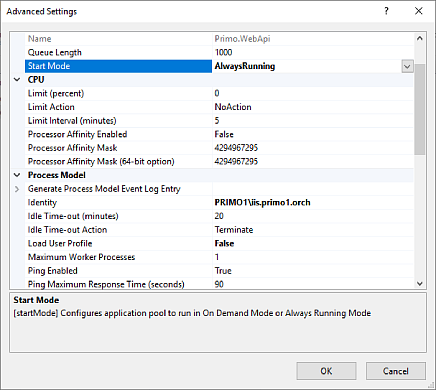 Advanced Settings
Name Primo.WebApi
Queue Length 1000
Start Mode AlwaysRunning
CPU
Limit (percent) 0
Limit Action NoAction
Limit Interval (minutes) 5
Processor Affinity Enabled False
Processor Affinity Mask 4294967295
Processor Affinity Mask (64-bit option) 4294967295
Process Model
Generate Process Model Event Log Entry
Identity PRIMO1\iis.primo1.orch
Idle Time-out (minutes) 20
Idle Time-out Action Terminate
Load User Profile False
Maximum Worker Processes 1
Ping Enabled True
Ping Maximum Response Time (seconds) 90
Start Mode
[startMode] Configures application pool to run in On Demand Mode or Always Running Mode
OK Cancel